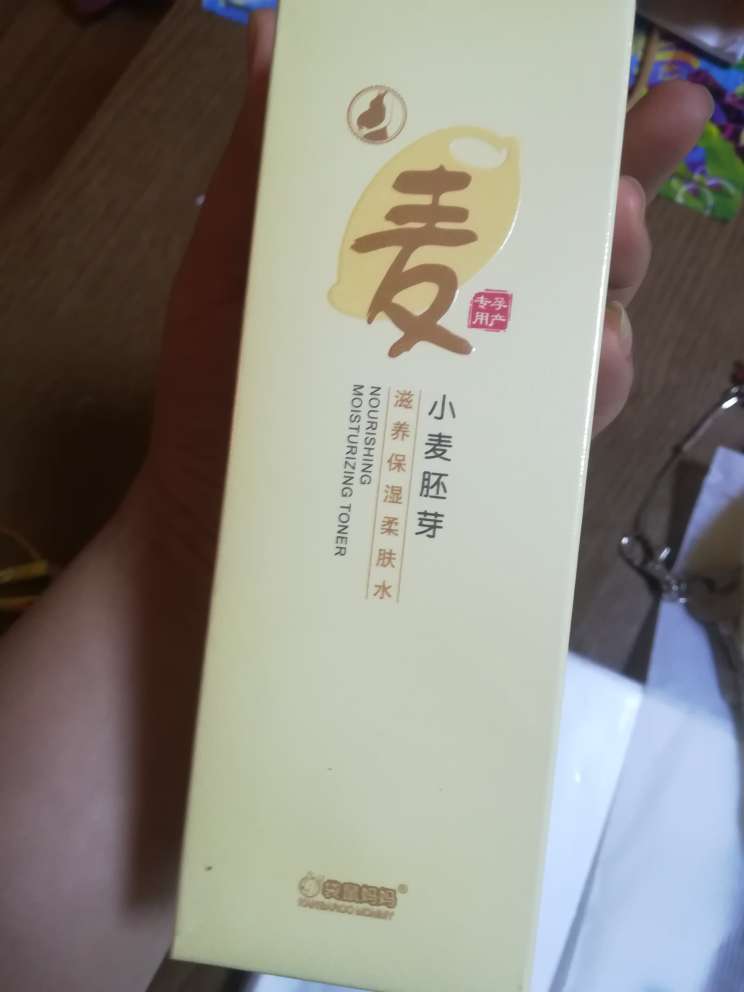 麦
孕产
专用
小麦胚芽
滋养保湿柔肤水
NOURISHING
MOISTURIZING TONER
袋鼠妈妈®
KANGAROO MOMMY